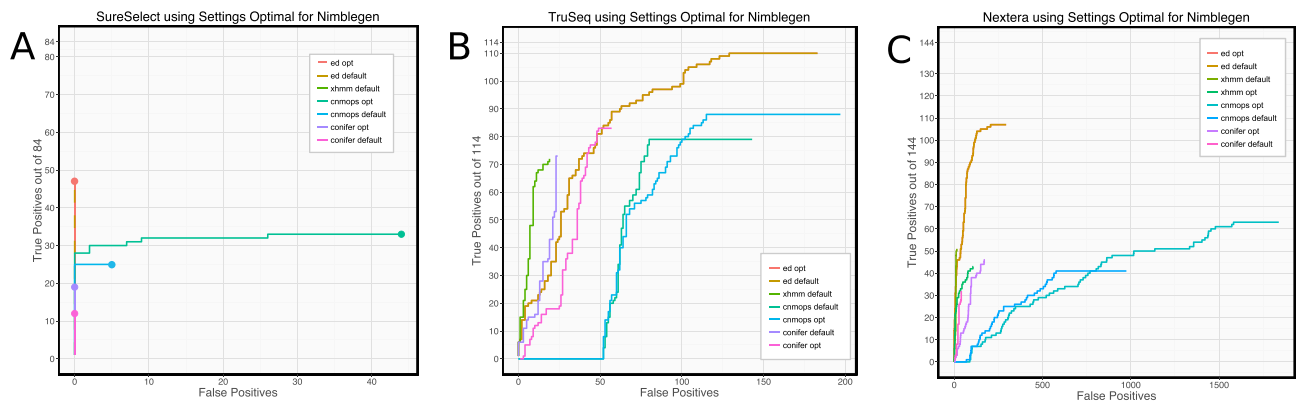 A
SureSelect using Settings Optimal for Nimblegen
True Positives out of 84
84
80
70
60
50
40
30
20
10
0
0
10
20
30
40
False Positives
ed opt
ed default
xhmm default
cnmops opt
cnmops default
conifer opt
conifer default
B
TruSeq using Settings Optimal for Nimblegen
True Positives out of 114
114
110
100
90
80
70
60
50
40
30
20
10
0
0
50
100
150
200
False Positives
ed opt
ed default
xhmm default
cnmops default
cnmops opt
conifer default
conifer opt
C
Nextera using Settings Optimal for Nimblegen
True Positives out of 144
144
130
120
110
100
90
80
70
60
50
40
30
20
10
0
0
500
1000
1500
False Positives
ed opt
ed default
xhmm default
xhmm opt
cnmops opt
cnmops default
conifer opt
conifer default